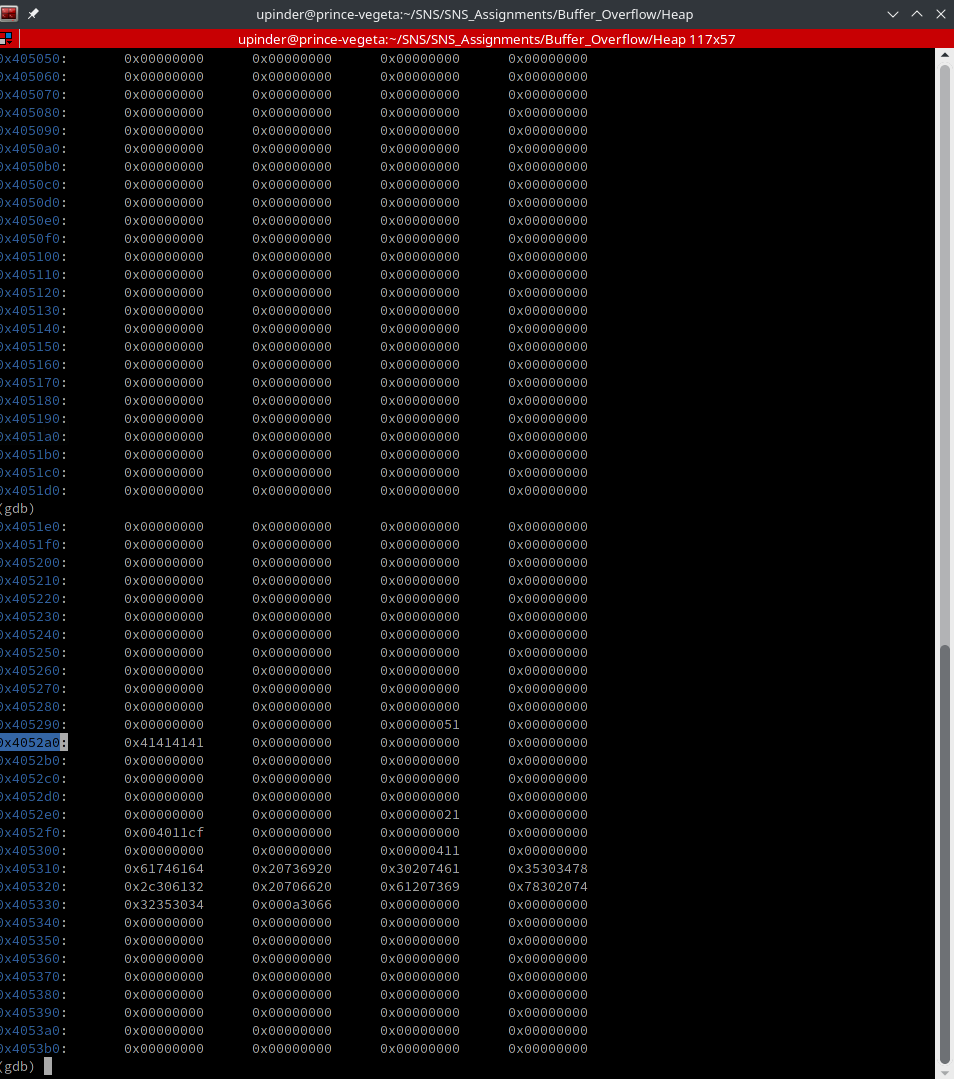 upinder@prince-vegeta:~/SNS/SNS_Assignments/Buffer_Overflow/Heap
upinder@prince-vegeta:~/SNS/SNS_Assignments/Buffer_Overflow/Heap 117x57
0x405050: 0x00000000 0x00000000 0x00000000 0x00000000
0x405060: 0x00000000 0x00000000 0x00000000 0x00000000
0x405070: 0x00000000 0x00000000 0x00000000 0x00000000
0x405080: 0x00000000 0x00000000 0x00000000 0x00000000
0x405090: 0x00000000 0x00000000 0x00000000 0x00000000
0x4050a0: 0x00000000 0x00000000 0x00000000 0x00000000
0x4050b0: 0x00000000 0x00000000 0x00000000 0x00000000
0x4050c0: 0x00000000 0x00000000 0x00000000 0x00000000
0x4050d0: 0x00000000 0x00000000 0x00000000 0x00000000
0x4050e0: 0x00000000 0x00000000 0x00000000 0x00000000
0x4050f0: 0x00000000 0x00000000 0x00000000 0x00000000
0x405100: 0x00000000 0x00000000 0x00000000 0x00000000
0x405110: 0x00000000 0x00000000 0x00000000 0x00000000
0x405120: 0x00000000 0x00000000 0x00000000 0x00000000
0x405130: 0x00000000 0x00000000 0x00000000 0x00000000
0x405140: 0x00000000 0x00000000 0x00000000 0x00000000
0x405150: 0x00000000 0x00000000 0x00000000 0x00000000
0x405160: 0x00000000 0x00000000 0x00000000 0x00000000
0x405170: 0x00000000 0x00000000 0x00000000 0x00000000
0x405180: 0x00000000 0x00000000 0x00000000 0x00000000
0x405190: 0x00000000 0x00000000 0x00000000 0x00000000
0x4051a0: 0x00000000 0x00000000 0x00000000 0x00000000
0x4051b0: 0x00000000 0x00000000 0x00000000 0x00000000
0x4051c0: 0x00000000 0x00000000 0x00000000 0x00000000
0x4051d0: 0x00000000 0x00000000 0x00000000 0x00000000
(gdb)
0x4051e0: 0x00000000 0x00000000 0x00000000 0x00000000
0x4051f0: 0x00000000 0x00000000 0x00000000 0x00000000
0x405200: 0x00000000 0x00000000 0x00000000 0x00000000
0x405210: 0x00000000 0x00000000 0x00000000 0x00000000
0x405220: 0x00000000 0x00000000 0x00000000 0x00000000
0x405230: 0x00000000 0x00000000 0x00000000 0x00000000
0x405240: 0x00000000 0x00000000 0x00000000 0x00000000
0x405250: 0x00000000 0x00000000 0x00000000 0x00000000
0x405260: 0x00000000 0x00000000 0x00000000 0x00000000
0x405270: 0x00000000 0x00000000 0x00000000 0x00000000
0x405280: 0x00000000 0x00000000 0x00000000 0x00000000
0x405290: 0x00000000 0x00000000 0x00000051 0x00000000
0x4052a0: 0x41414141 0x00000000 0x00000000 0x00000000
0x4052b0: 0x00000000 0x00000000 0x00000000 0x00000000
0x4052c0: 0x00000000 0x00000000 0x00000000 0x00000000
0x4052d0: 0x00000000 0x00000000 0x00000000 0x00000000
0x4052e0: 0x00000000 0x00000000 0x00000021 0x00000000
0x4052f0: 0x004011cf 0x00000000 0x00000000 0x00000000
0x405300: 0x00000000 0x00000000 0x00000411 0x00000000
0x405310: 0x61746164 0x20736920 0x30207461 0x35303478
0x405320: 0x2c306132 0x20706620 0x61207369 0x78302074
0x405330: 0x32353034 0x000a3066 0x00000000 0x00000000
0x405340: 0x00000000 0x00000000 0x00000000 0x00000000
0x405350: 0x00000000 0x00000000 0x00000000 0x00000000
0x405360: 0x00000000 0x00000000 0x00000000 0x00000000
0x405370: 0x00000000 0x00000000 0x00000000 0x00000000
0x405380: 0x00000000 0x00000000 0x00000000 0x00000000
0x405390: 0x00000000 0x00000000 0x00000000 0x00000000
0x4053a0: 0x00000000 0x00000000 0x00000000 0x00000000
0x4053b0: 0x00000000 0x00000000 0x00000000 0x00000000
(gdb)